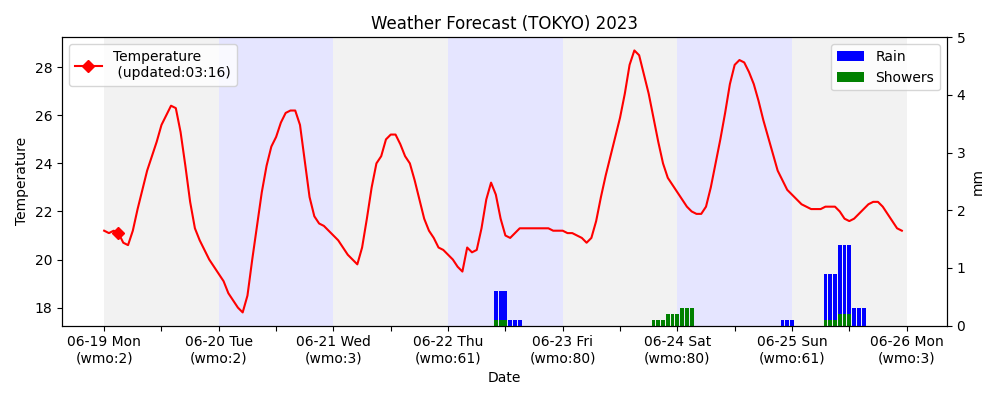 Weather Forecast (TOKYO) 2023
Temperature
(updated:03:16)
Rain
Showers
Temperature
28
26
24
22
20
18
5
4
3
2
1
0
mm
06-19 Mon
(wmo:2)
06-20 Tue
(wmo:2)
06-21 Wed
(wmo:3)
06-22 Thu
(wmo:61)
06-23 Fri
(wmo:80)
06-24 Sat
(wmo:80)
06-25 Sun
(wmo:61)
06-26 Mon
(wmo:3)
Date